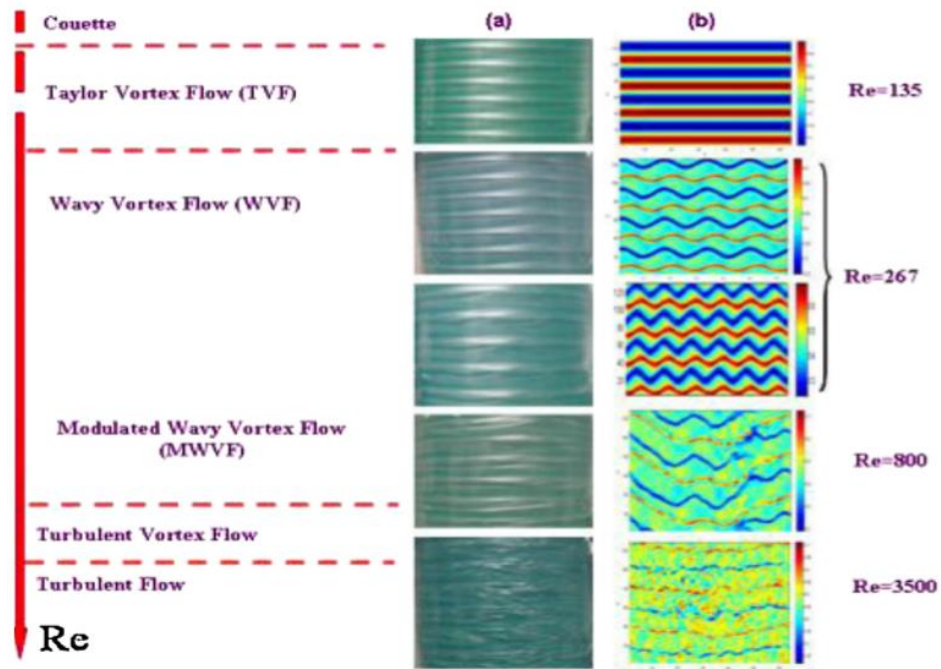 Couette
(a)
(b)
Taylor Vortex Flow (TVF)
Re=135
Wavy Vortex Flow (WVF)
Re=267
Modulated Wavy Vortex Flow
(MWVF)
Re=800
Turbulent Vortex Flow
Turbulent Flow
Re=3500
Re